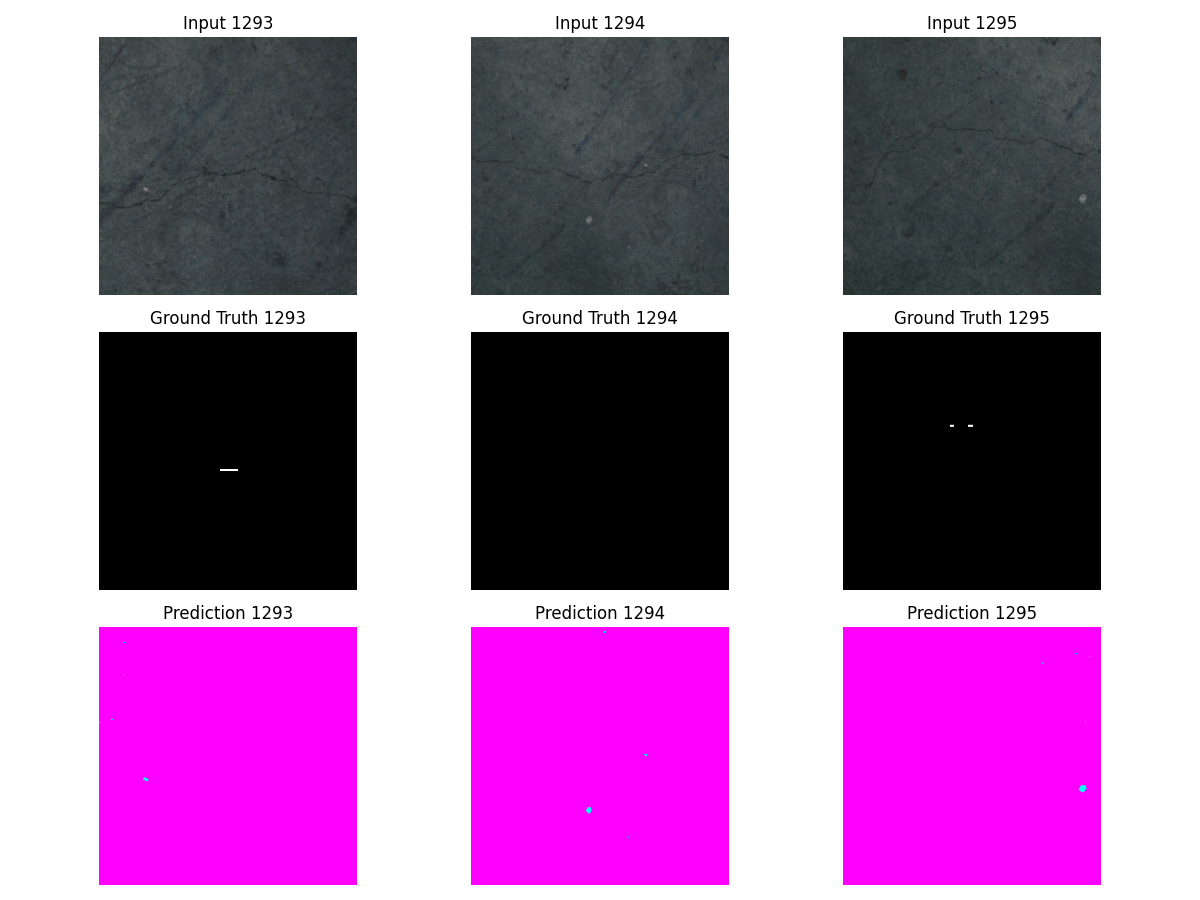 Input 1293
Input 1294
Input 1295
Ground Truth 1293
Ground Truth 1294
Ground Truth 1295
Prediction 1293
Prediction 1294
Prediction 1295